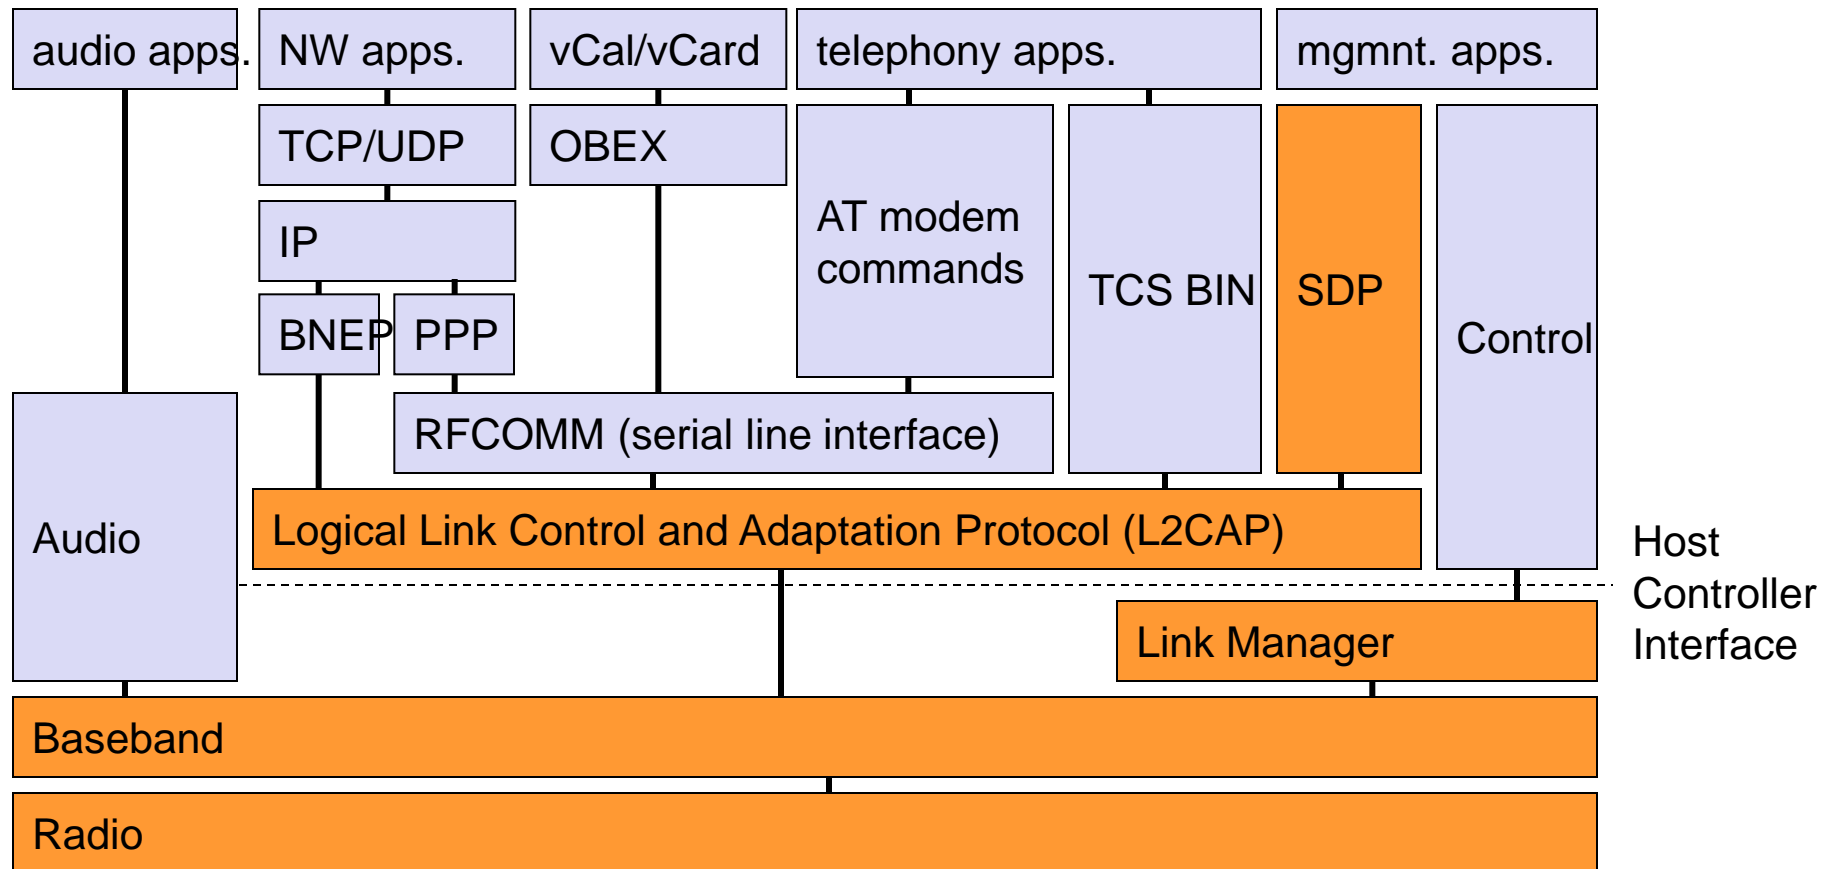 audio apps.
NW apps.
vCal/vCard
telephony apps.
mgmnt. apps.
TCP/UDP
OBEX
AT modem
commands
TCS BIN
SDP
Control
IP
BNEP
PPP
RFCOMM (serial line interface)
Audio
Logical Link Control and Adaptation Protocol (L2CAP)
Host
Controller
Interface
Link Manager
Baseband
Radio